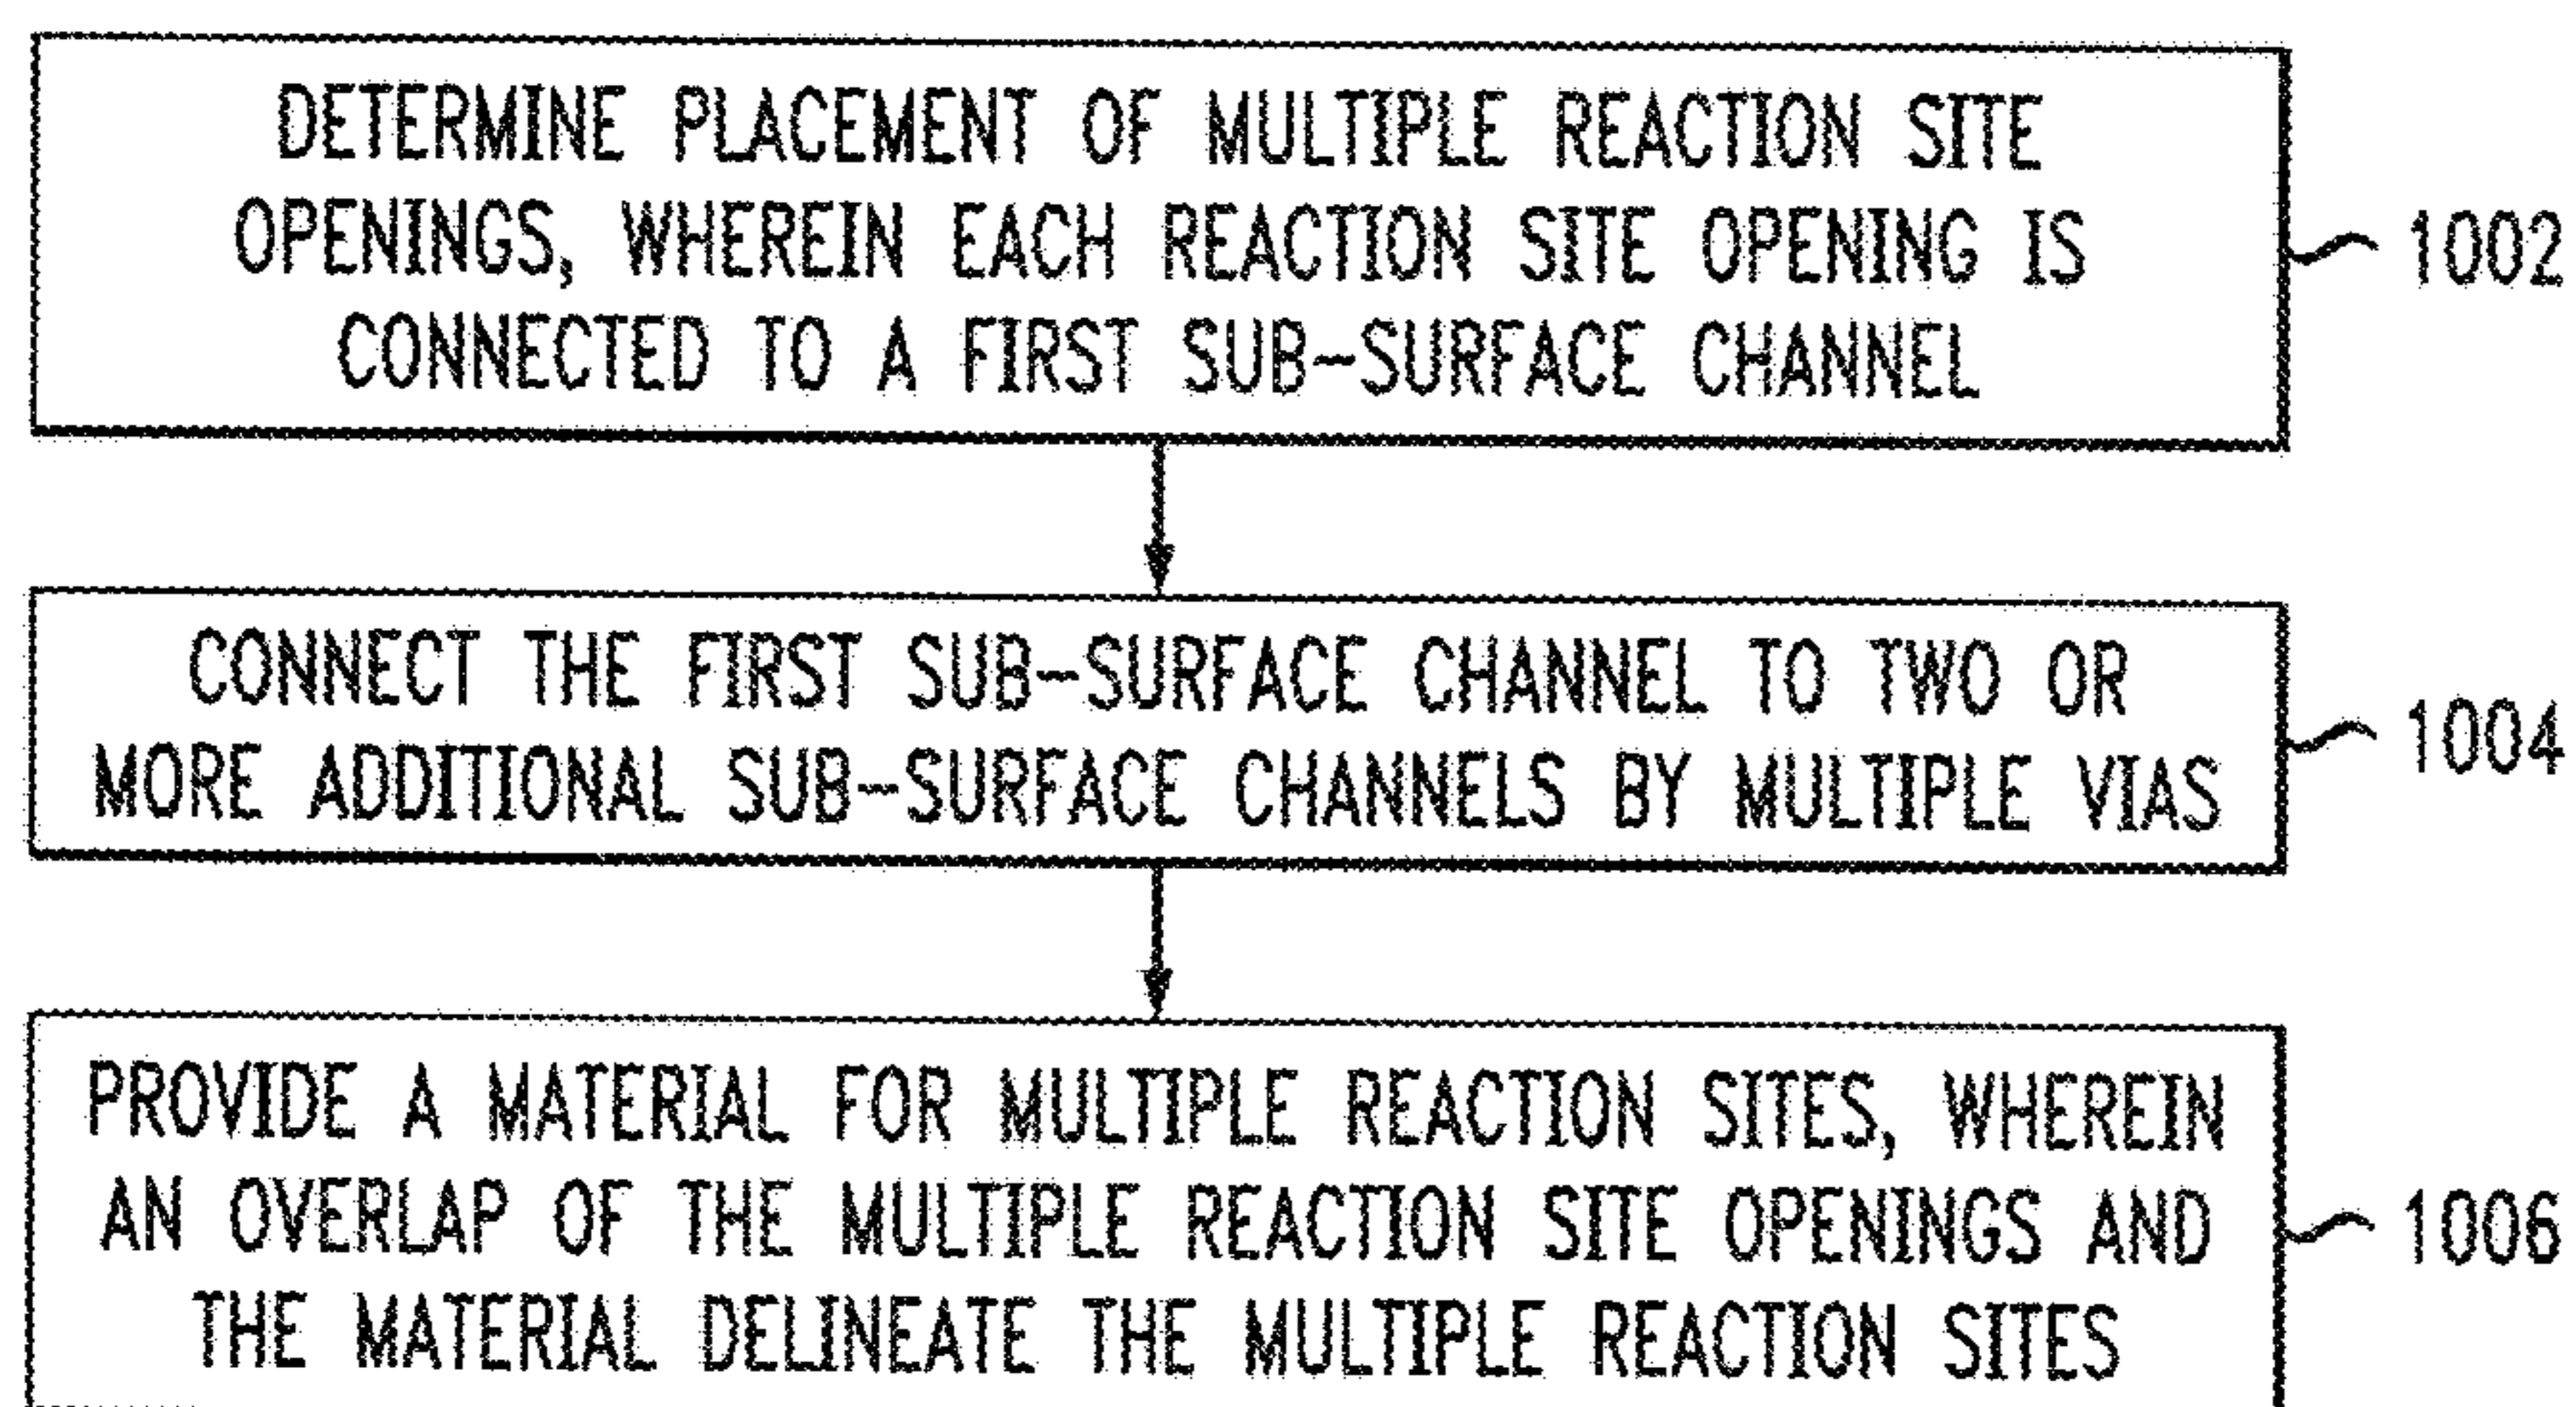 DETERMINE PLACEMENT OF MULTIPLE REACTION SITE
OPENINGS, WHEREIN EACH REACTION SITE OPENING IS
CONNECTED TO A FIRST SUB-SURFACE CHANNEL
1002
CONNECT THE FIRST SUB-SURFACE CHANNEL TO TWO OR
MORE ADDITIONAL SUB-SURFACE CHANNELS BY MULTIPLE VIAS
1004
PROVIDE A MATERIAL FOR MULTIPLE REACTION SITES, WHEREIN
AN OVERLAP OF THE MULTIPLE REACTION SITE OPENINGS AND
THE MATERIAL DELINEATE THE MULTIPLE REACTION SITES
1006